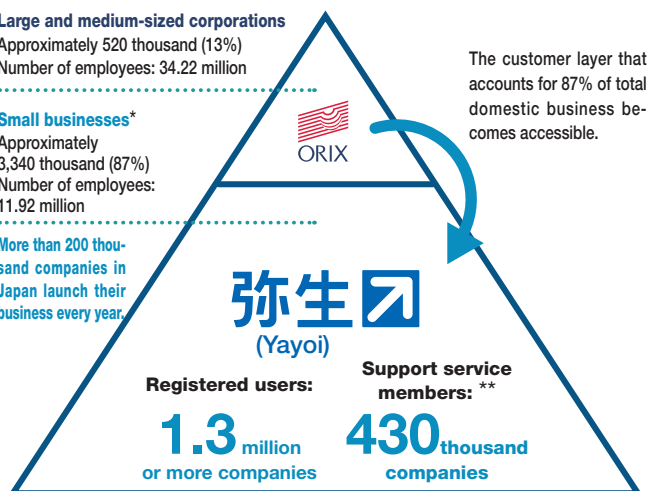 Large and medium-sized corporations
Approximately 520 thousand (13%)
Number of employees: 34.22 million
Small businesses*
Approximately
3,340 thousand (87%)
Number of employees:
11.92 million
More than 200 thou-
sand companies in
Japan launch their
business every year.
ORIX
The customer layer that
accounts for 87% of total
domestic business be-
comes accessible.
弥生
(Yayoi)
Registered users:
1.3 million
or more companies
Support service
members: **
430 thousand
companies